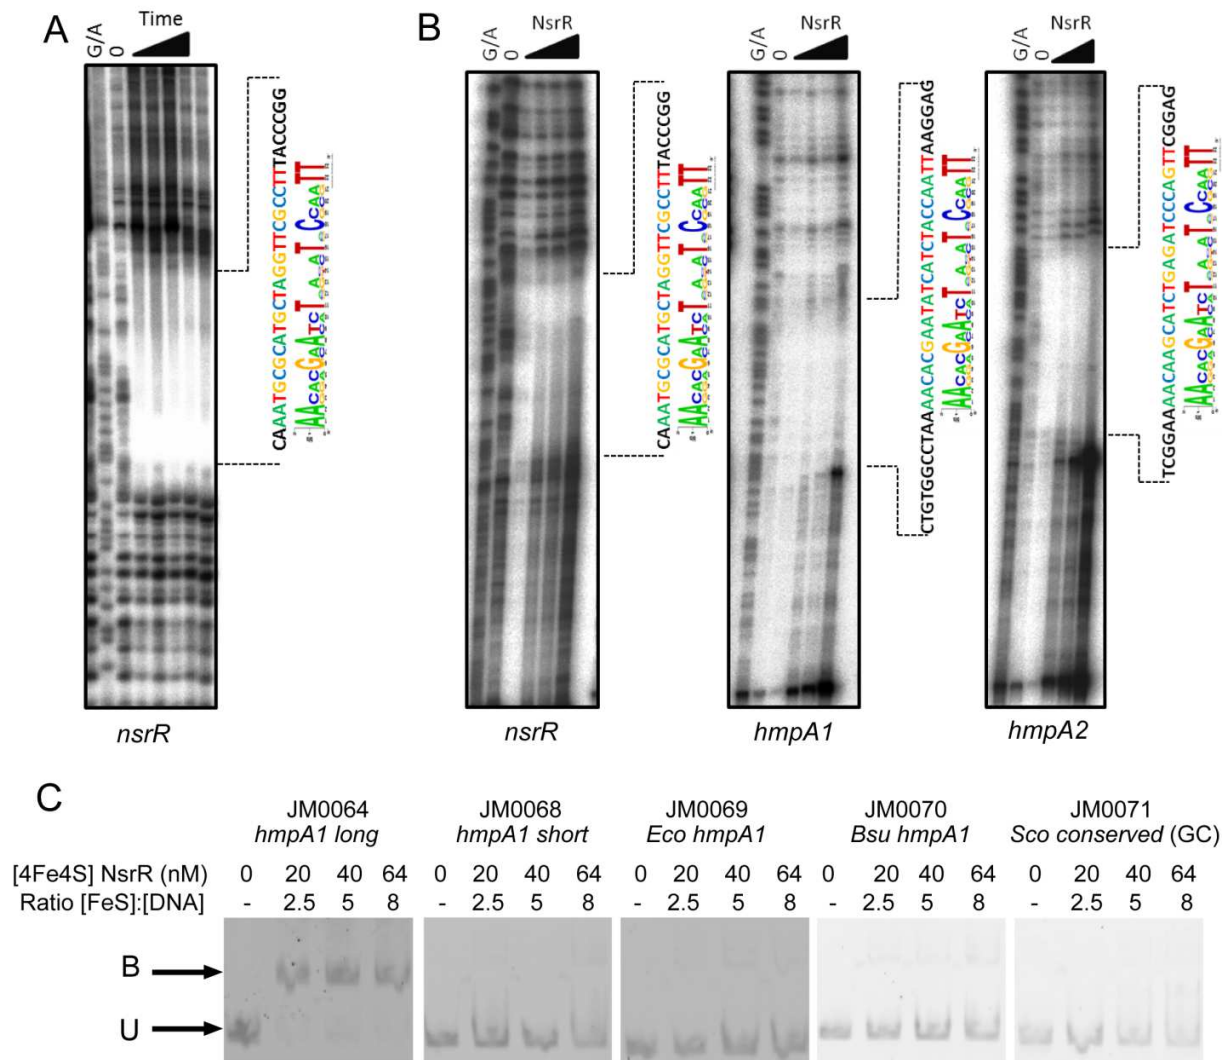 A
B
G/A
0
Time
CAAATGCGCATGCTAGGTTCGCCTTTACCCGG
nsrR
G/A
0
NsrR
CAAATGCGCATGCTAGGTTCGCCTTTACCCGG
nsrR
G/A
0
NsrR
CTGTGGCCTAAAACACGAATATCATCTACCAATTAAGGAG
hmpA1
G/A
0
NsrR
TCGGAAAACAAGCATCTGAGATCCCAGTTCGGAG
hmpA2
C
JM0064 JM0068 JM0069 JM0070 JM0071
hmpA1 long hmpA1 short Eco hmpA1 Bsu hmpA1 Sco conserved (GC)
[4Fe4S] NsrR (nM) 0 20 40 64 0 20 40 64 0 20 40 64 0 20 40 64 0 20 40 64
Ratio [FeS]:[DNA] - 2.5 5 8 - 2.5 5 8 - 2.5 5 8 - 2.5 5 8 - 2.5 5 8
B
U